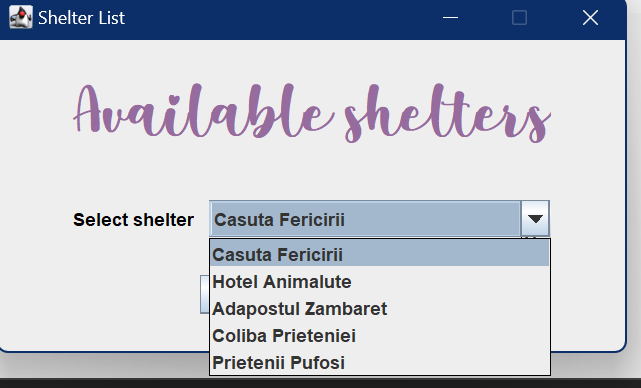 Shelter List
Available shelters
Select shelter Casuta Fericirii
Casuta Fericirii
Hotel Animalute
Adapostul Zambaret
Coliba Prieteniei
Prietenii Pufosi